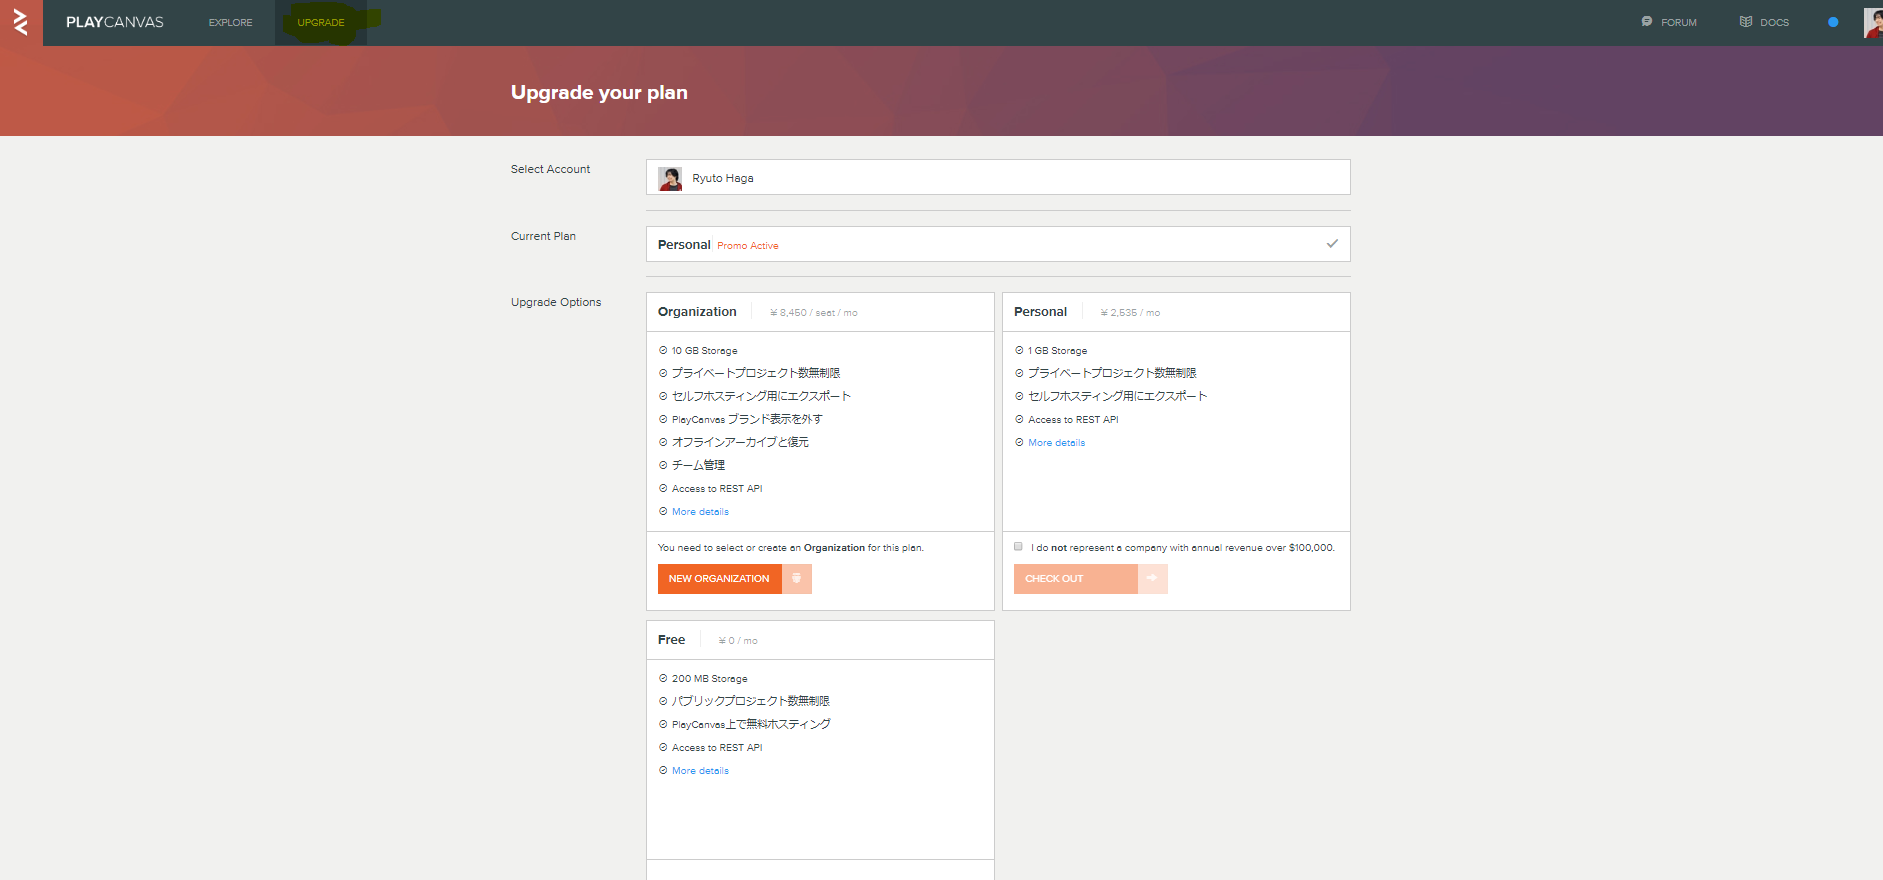 PLAYCANVAS EXPLORE UPGRADE FORUM DOCS
Upgrade your plan
Select Account
Ryuto Haga
Current Plan
Personal Promo Active
Upgrade Options
Organization ¥ 8,450 / seat / mo
10 GB Storage
プライベートプロジェクト数無制限
セルフホスティング用にエクスポート
PlayCanvas ブランド表示を外す
オフラインアーカイブと復元
チーム管理
Access to REST API
More details
You need to select or create an Organization for this plan.
NEW ORGANIZATION
Personal ¥ 2,535 / mo
1 GB Storage
プライベートプロジェクト数無制限
セルフホスティング用にエクスポート
Access to REST API
More details
I do not represent a company with annual revenue over $100,000.
CHECK OUT
Free ¥ 0 / mo
200 MB Storage
パブリックプロジェクト数無制限
PlayCanvas上で無料ホスティング
Access to REST API
More details